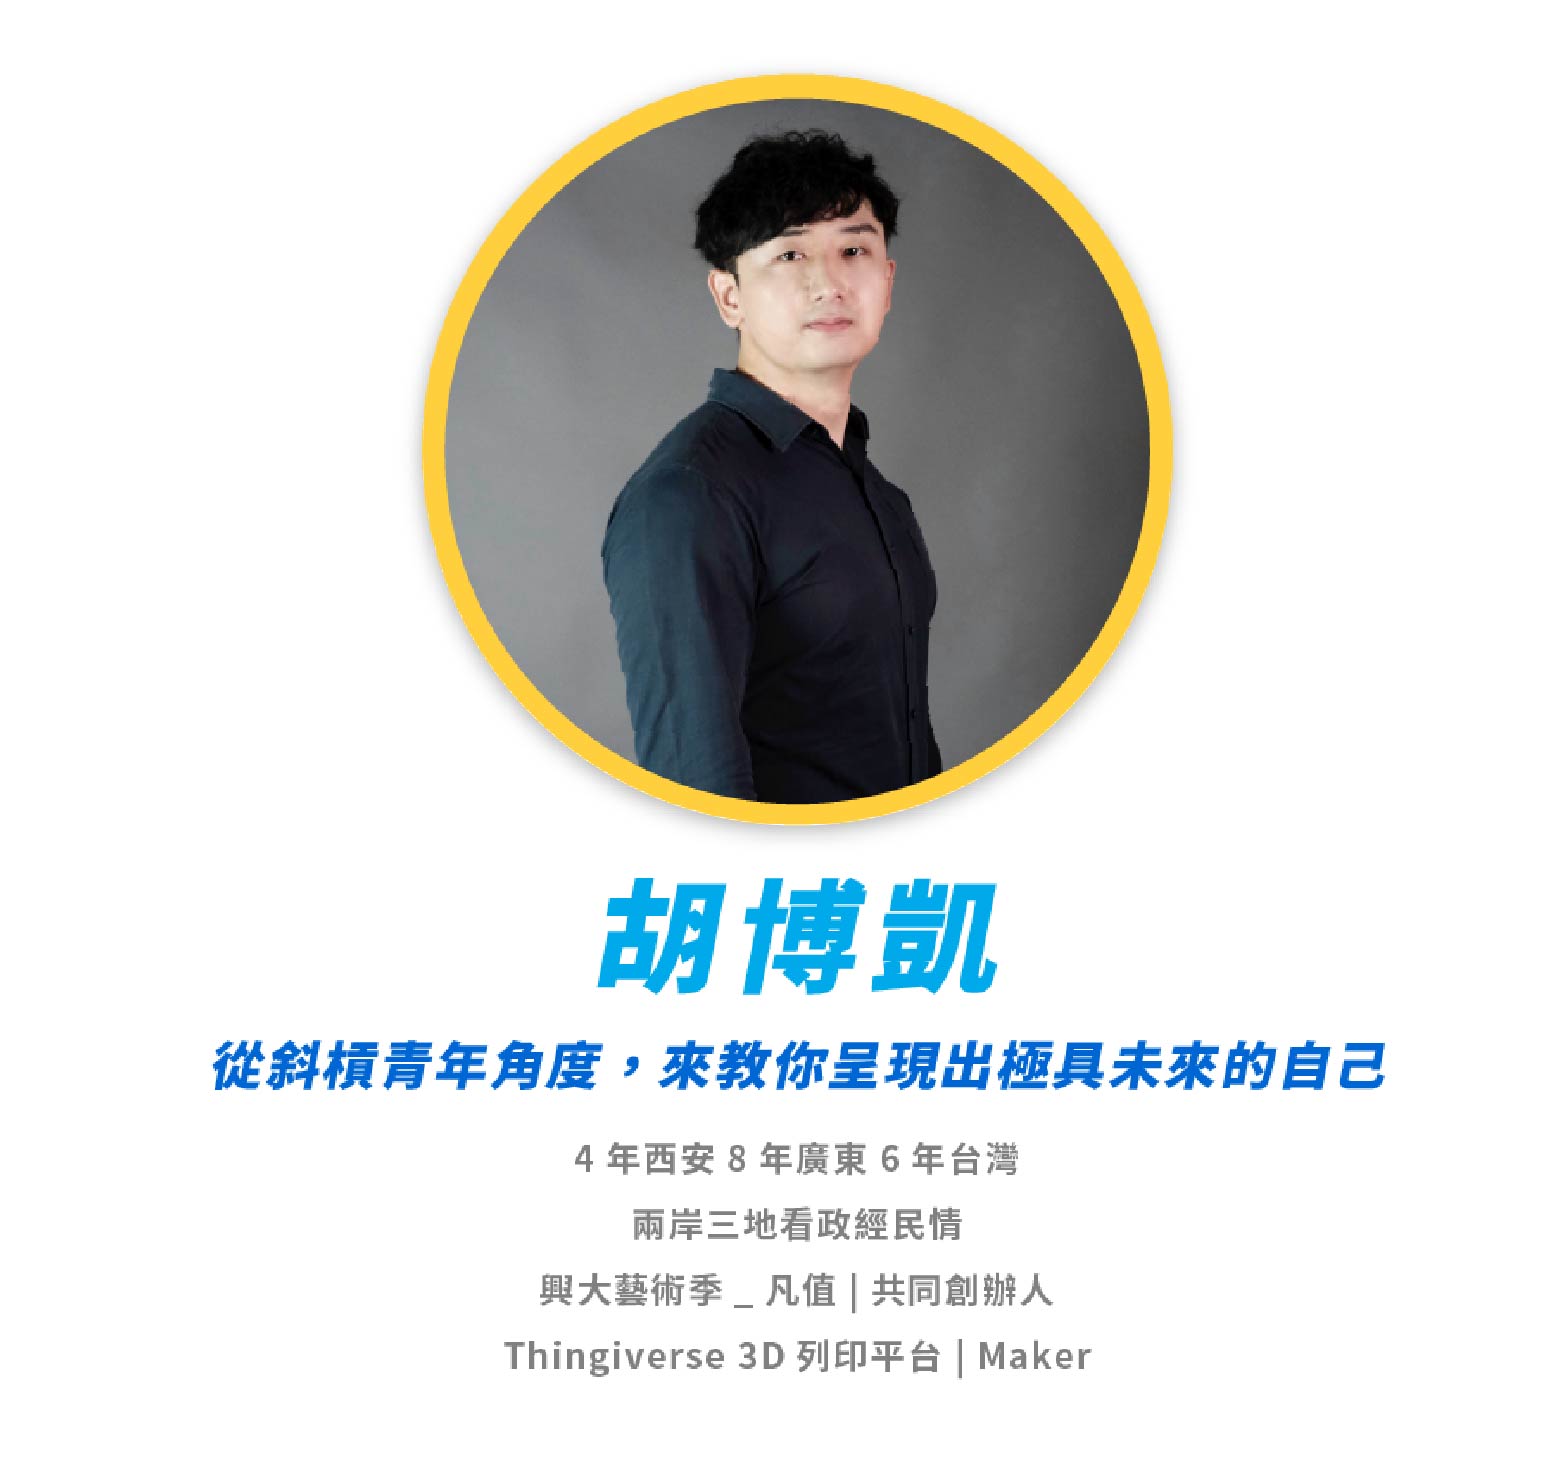 胡博凱
從斜槓青年角度，來教你呈現出極具未來的自己
4 年西安 8 年廣東 6 年台灣
兩岸三地看政經民情
興大藝術季 _ 凡值 | 共同創辦人
Thingiverse 3D 列印平台 | Maker